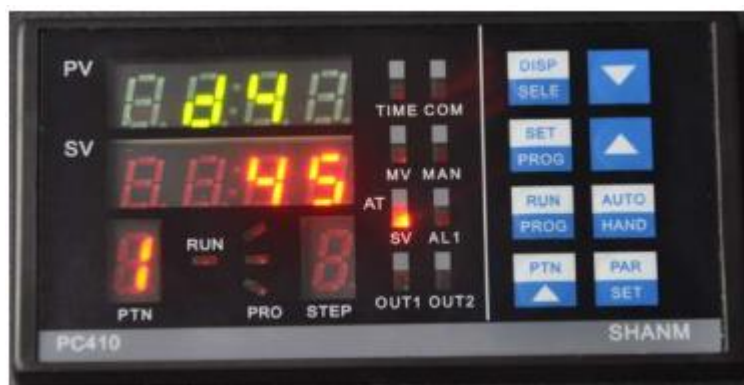 PV
d4
SV
45
1
PTN
RUN
PRO
STEP
TIME COM
MV MAN
AT
SV AL1
OUT1 OUT2
DISP
SELE
SET
PROG
RUN
PROG
AUTO
HAND
PTN
PAR
SET
PC410
SHANM